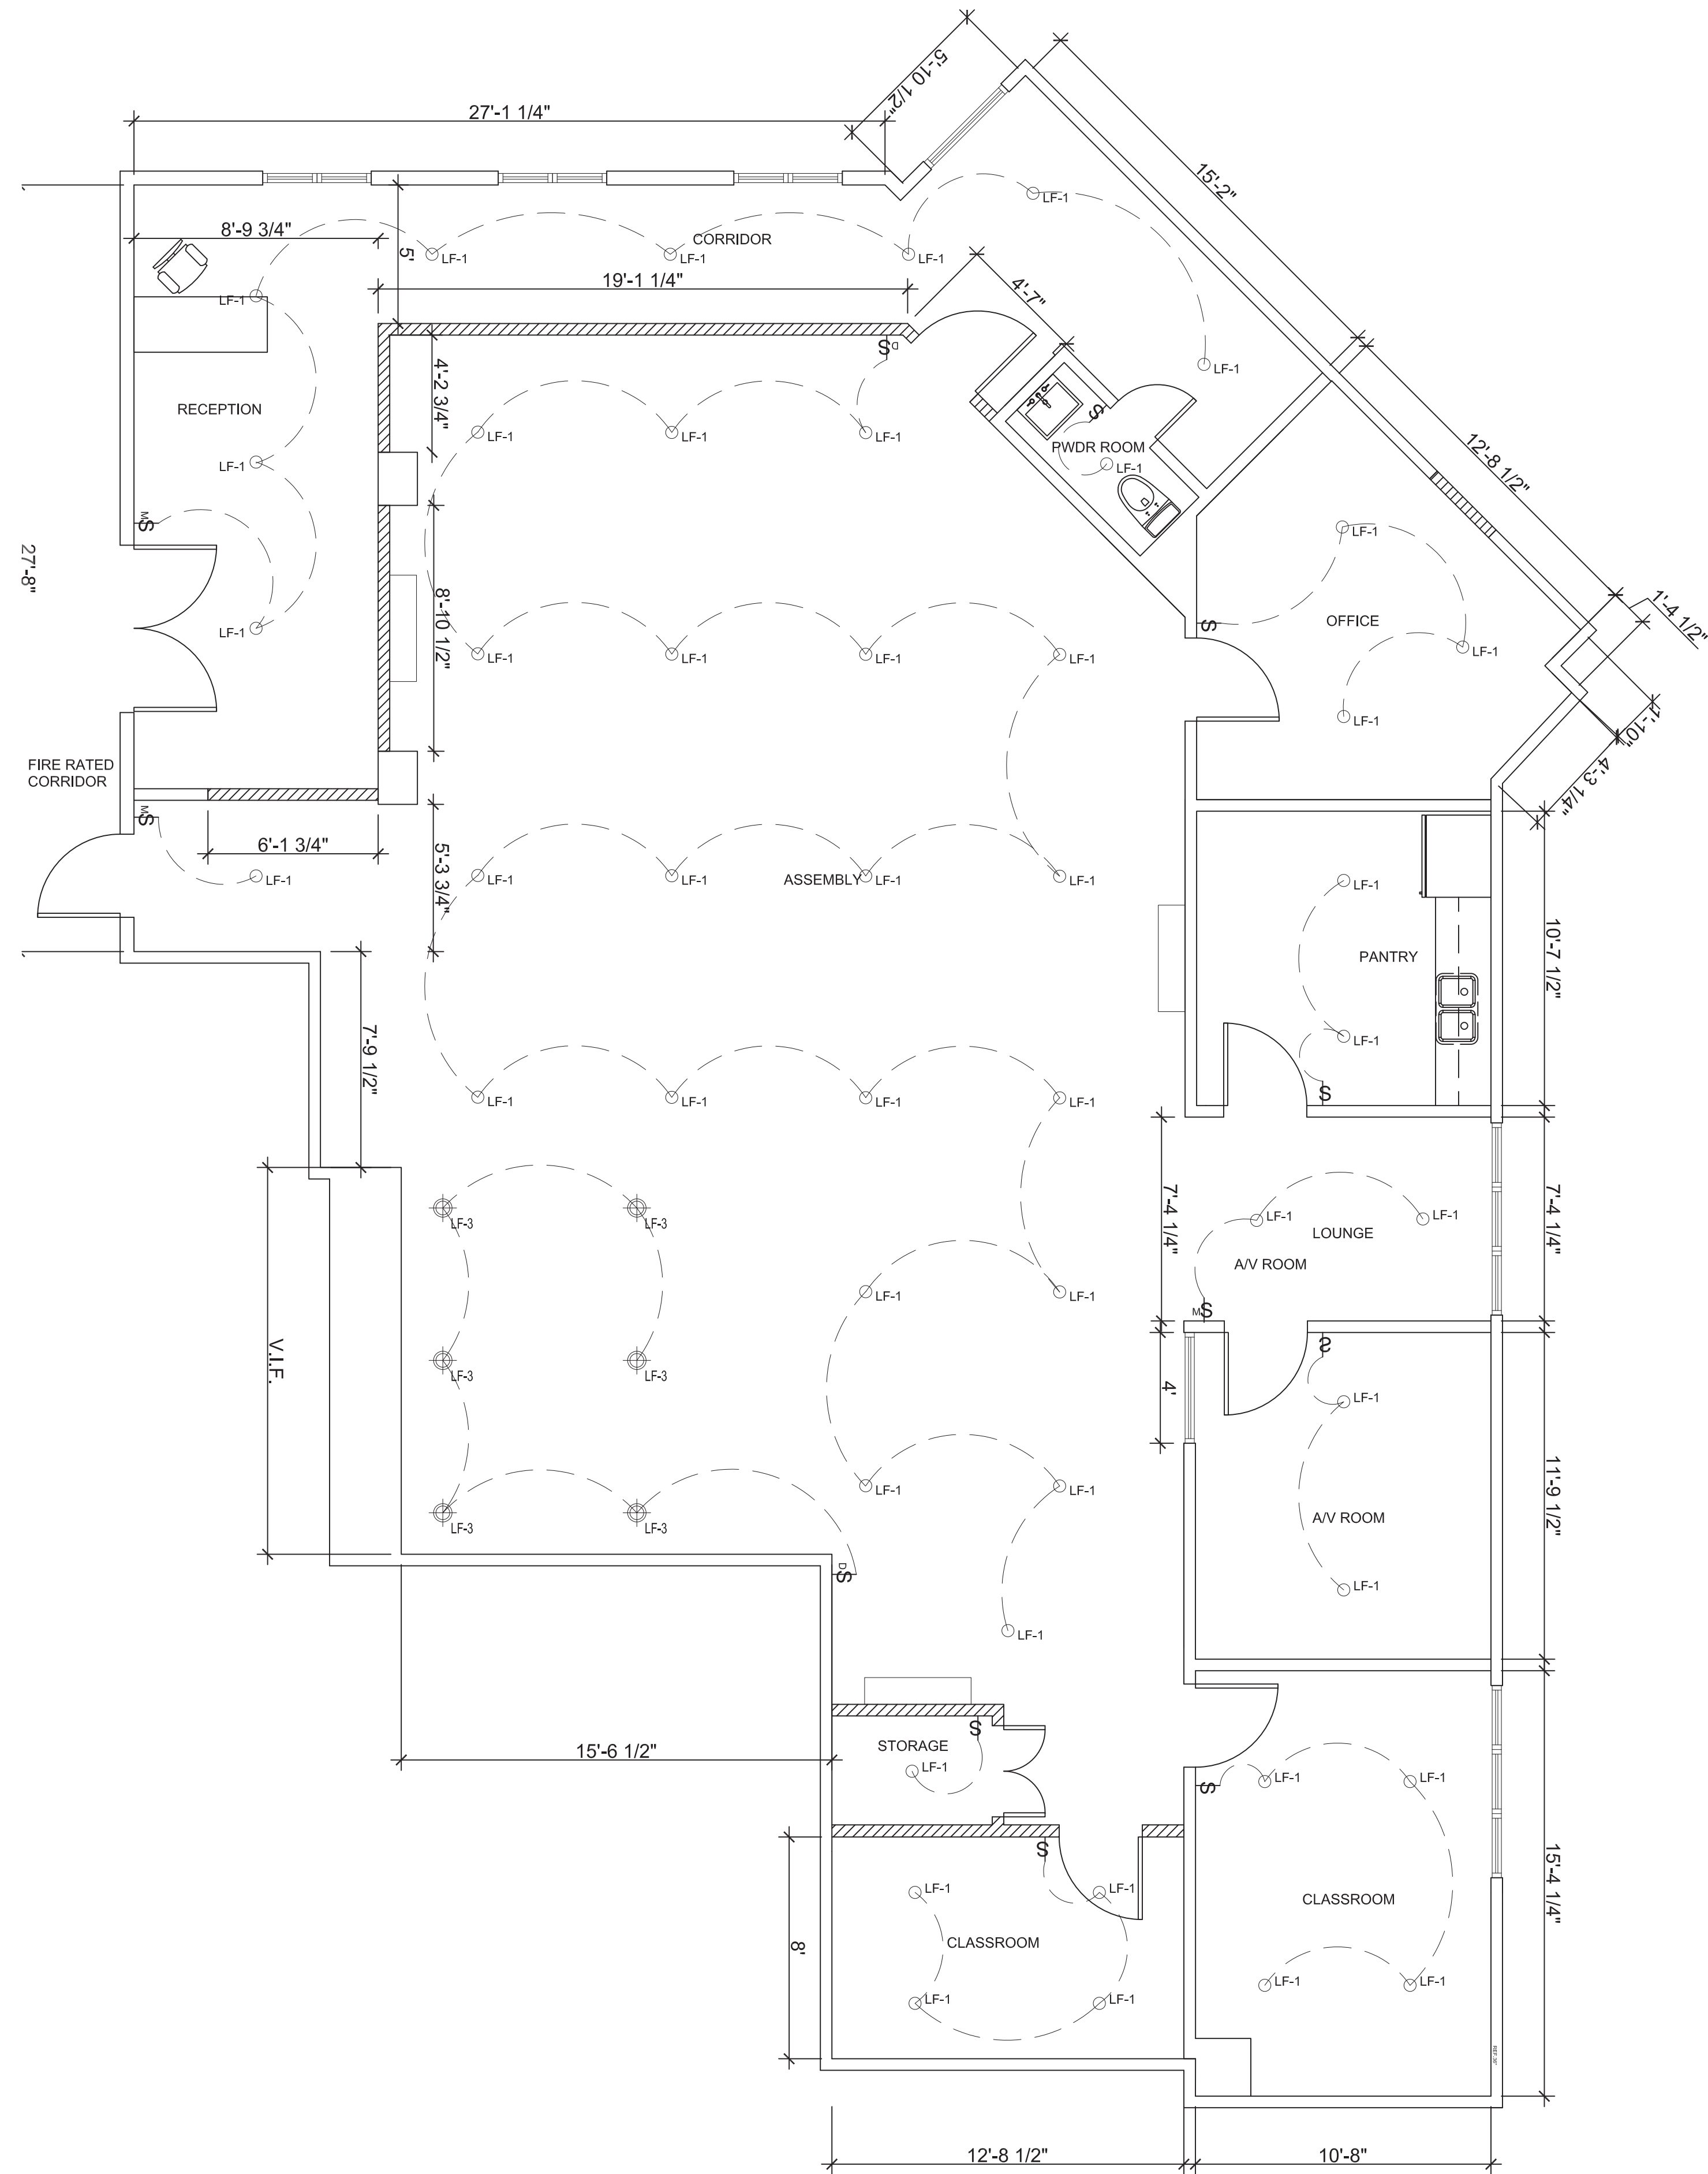 5'-10 1/2"
27'-1 1/4"
15'-2"
LF-1
8'-9 3/4"
CORRIDOR
5'
LF-1
LF-1
LF-1
19'-1 1/4"
4'-7"
LF-1
SD
4'-2 3/4"
LF-1
RECEPTION
S
LF-1
LF-1
LF-1
PWDR ROOM
12'-8 1/2"
LF-1
LF-1
MS
LF-1
27'-8"
8'-10 1/2"
1'-4 1/2"
LF-1
S
OFFICE
LF-1
LF-1
LF-1
LF-1
LF-1
LF-1
1'-10"
FIRE RATED
CORRIDOR
4'-3 1/4"
MS
6'-1 3/4"
5'-3 3/4"
LF-1
LF-1
LF-1
ASSEMBLY
LF-1
LF-1
LF-1
PANTRY
10'-7 1/2"
LF-1
7'-9 1/2"
S
LF-1
LF-1
LF-1
LF-1
7'-4 1/4"
7'-4 1/4"
LF-3
LF-3
LF-1
LF-1
LOUNGE
A/V ROOM
LF-1
LF-1
MS
S
V.I.F.
LF-3
LF-3
4'
LF-1
LF-1
LF-1
11'-9 1/2"
A/V ROOM
LF-3
LF-3
DS
LF-1
LF-1
S
STORAGE
15'-6 1/2"
LF-1
LF-1
LF-1
S
S
15'-4 1/4"
LF-1
LF-1
CLASSROOM
8'
CLASSROOM
LF-1
LF-1
LF-1
LF-1
REF 36"
12'-8 1/2"
10'-8"